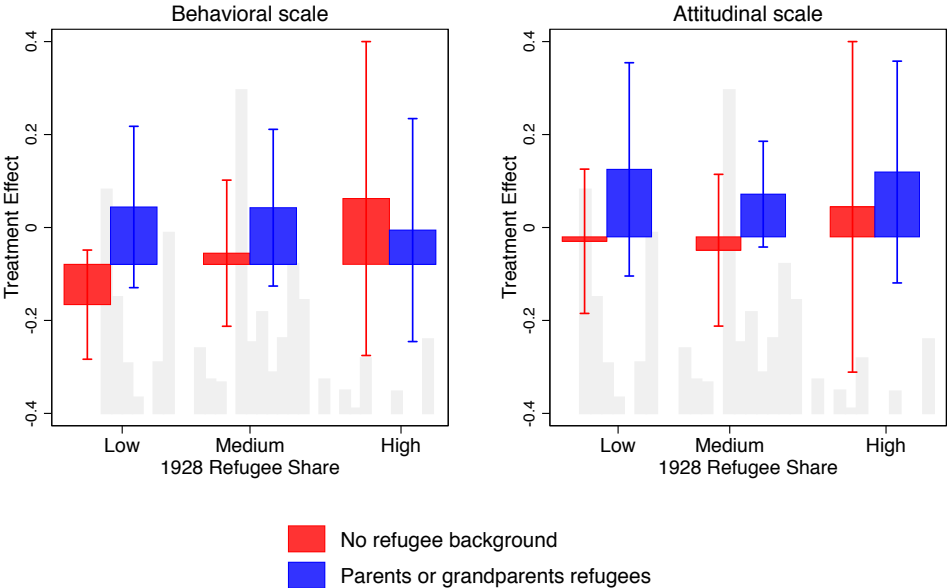 Behavioral scale
Treatment Effect
0.4
0.2
0
-0.2
-0.4
Low Medium High
1928 Refugee Share
Attitudinal scale
Treatment Effect
0.4
0.2
0
-0.2
-0.4
Low Medium High
1928 Refugee Share
No refugee background
Parents or grandparents refugees